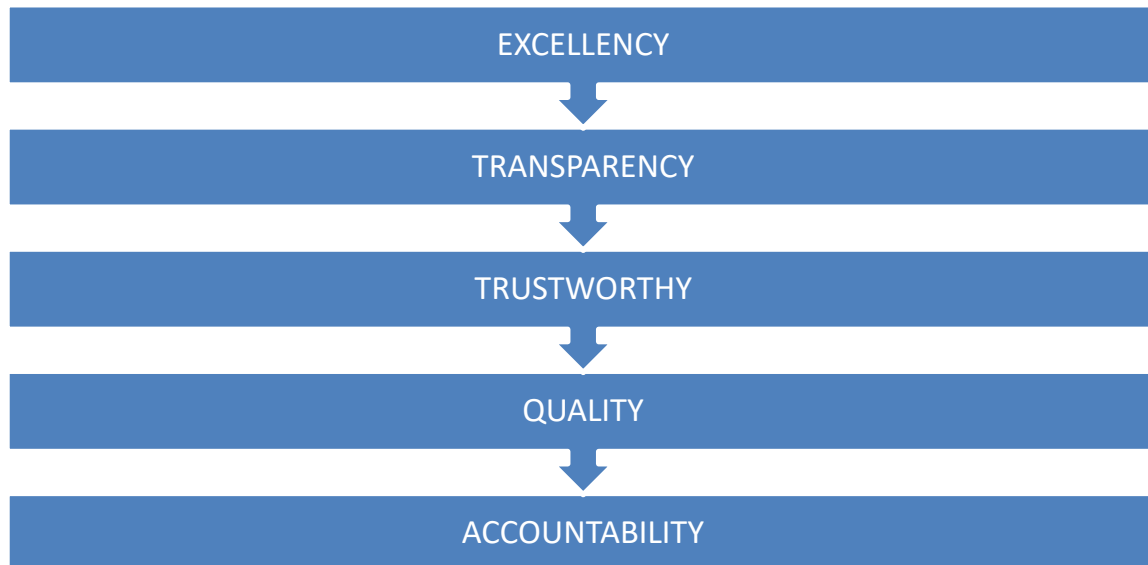 EXCELLENCY
TRANSPARENCY
TRUSTWORTHY
QUALITY
ACCOUNTABILITY